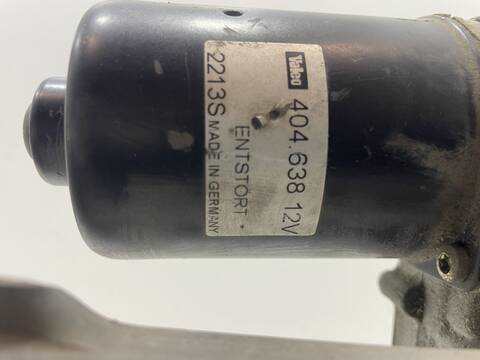 Valeo
404.638 12V
ENTSTÖRT
2213S MADE IN GERMANY